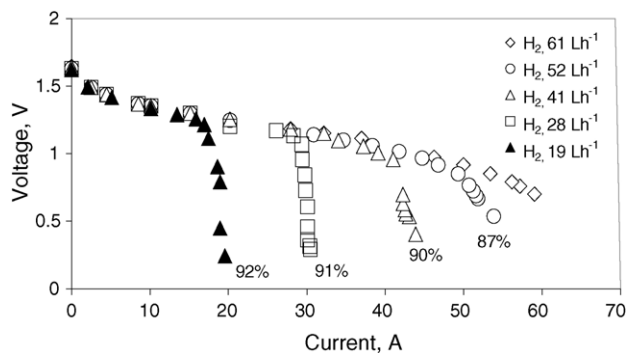 2
1.5
1
0.5
0
Voltage, V
0 10 20 30 40 50 60 70
Current, A
H2, 61 Lh-1
H2, 52 Lh-1
H2, 41 Lh-1
H2, 28 Lh-1
H2, 19 Lh-1
92%
91%
90%
87%